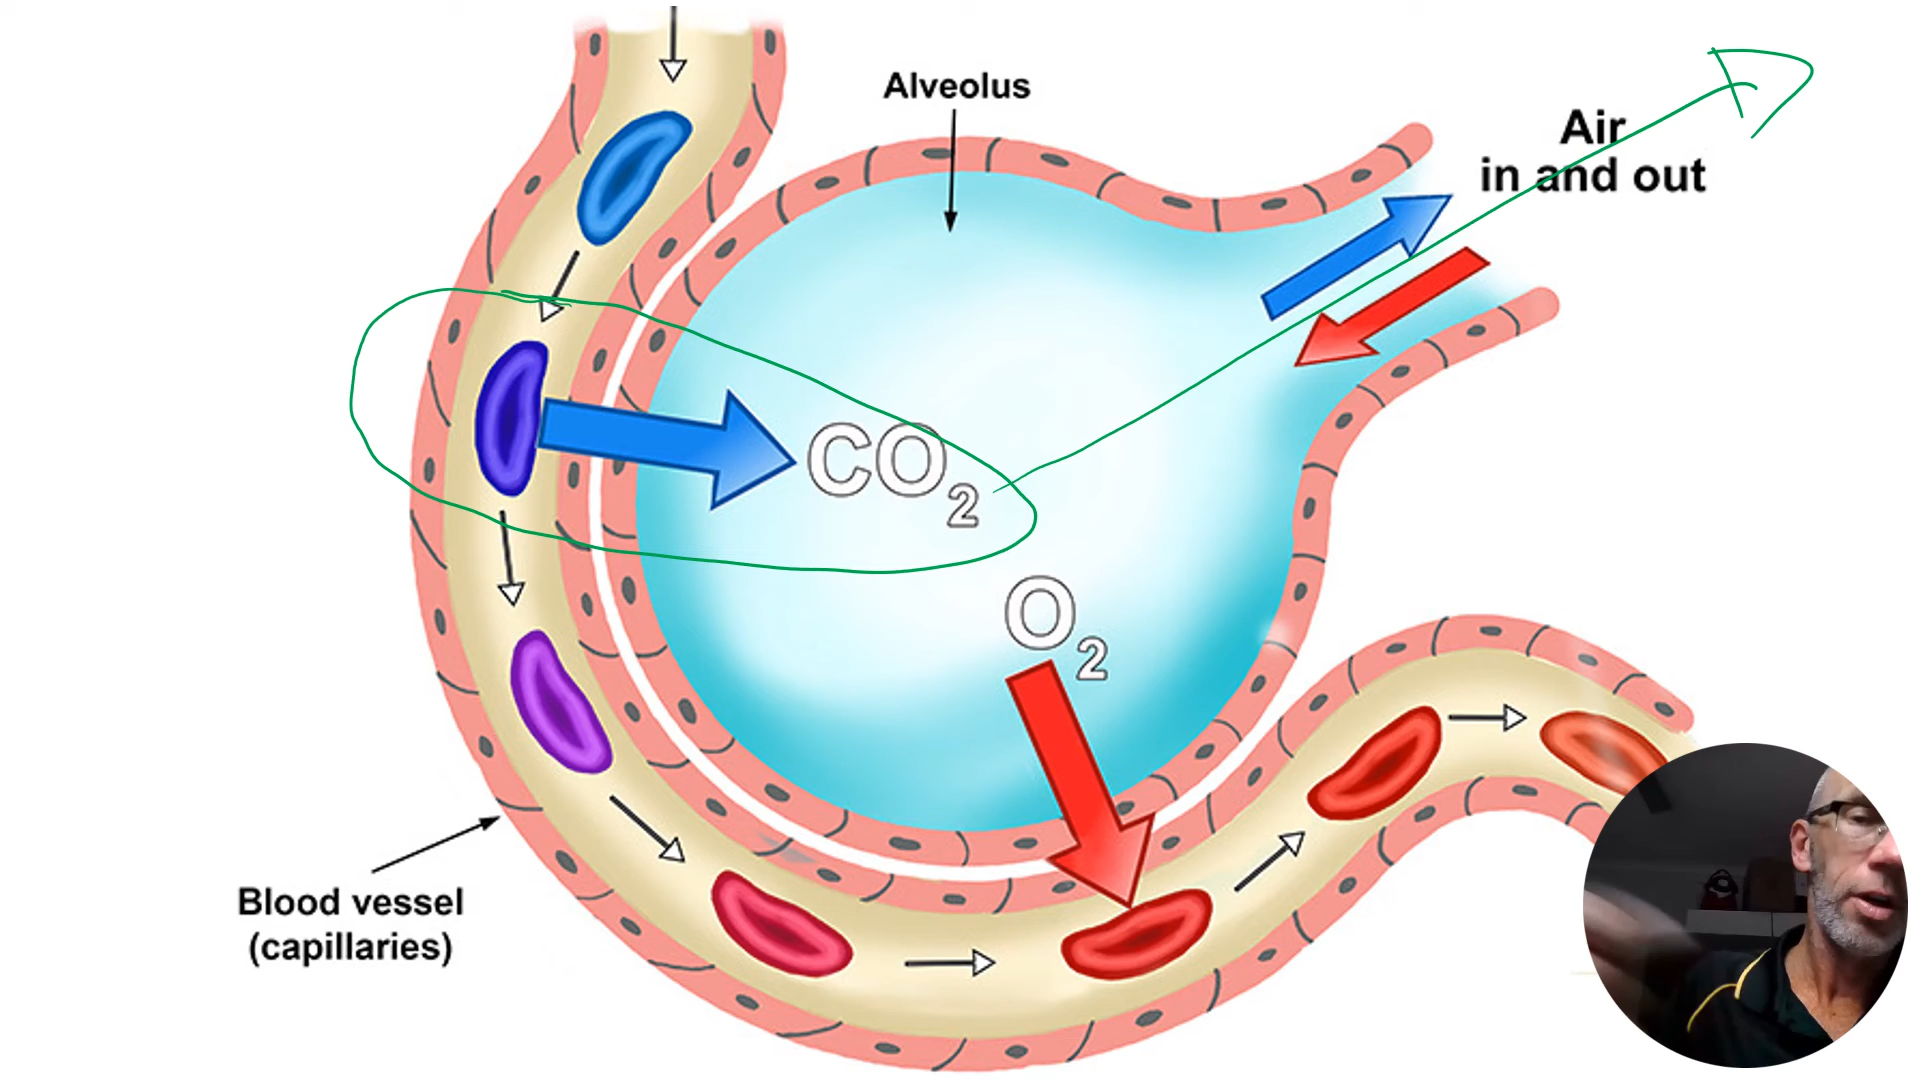 Alveolus
Air
in and out
CO₂
O₂
Blood vessel
(capillaries)